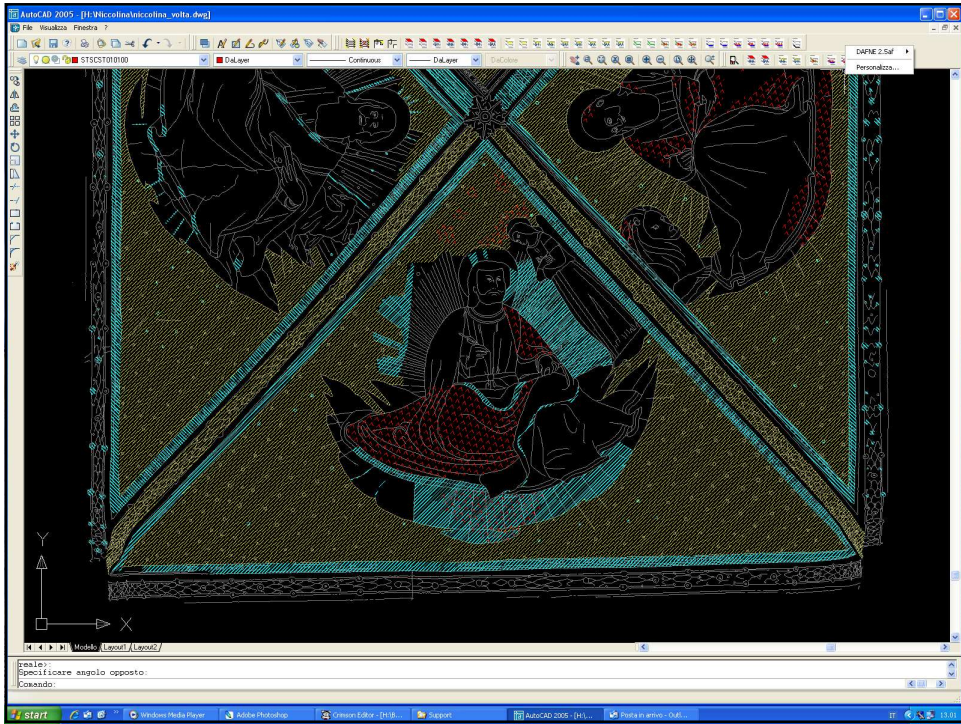 AutoCAD 2005 - [H:\Niccolina\niccolina_volta.dwg]
File Visualizza Finestra ?
STSCST010100 DaLayer Continuous DaLayer DaColore
DAFNE 2.Saf
Personalizza...
Y
X
Modello Layout1 Layout2
reale>:
Specificare angolo opposto:
Comando:
start Windows Media Player Adobe Photoshop Crimson Editor - [H:\B... Support AutoCAD 2005 - [H:\... Posta in arrivo - Outl... IT 13.01